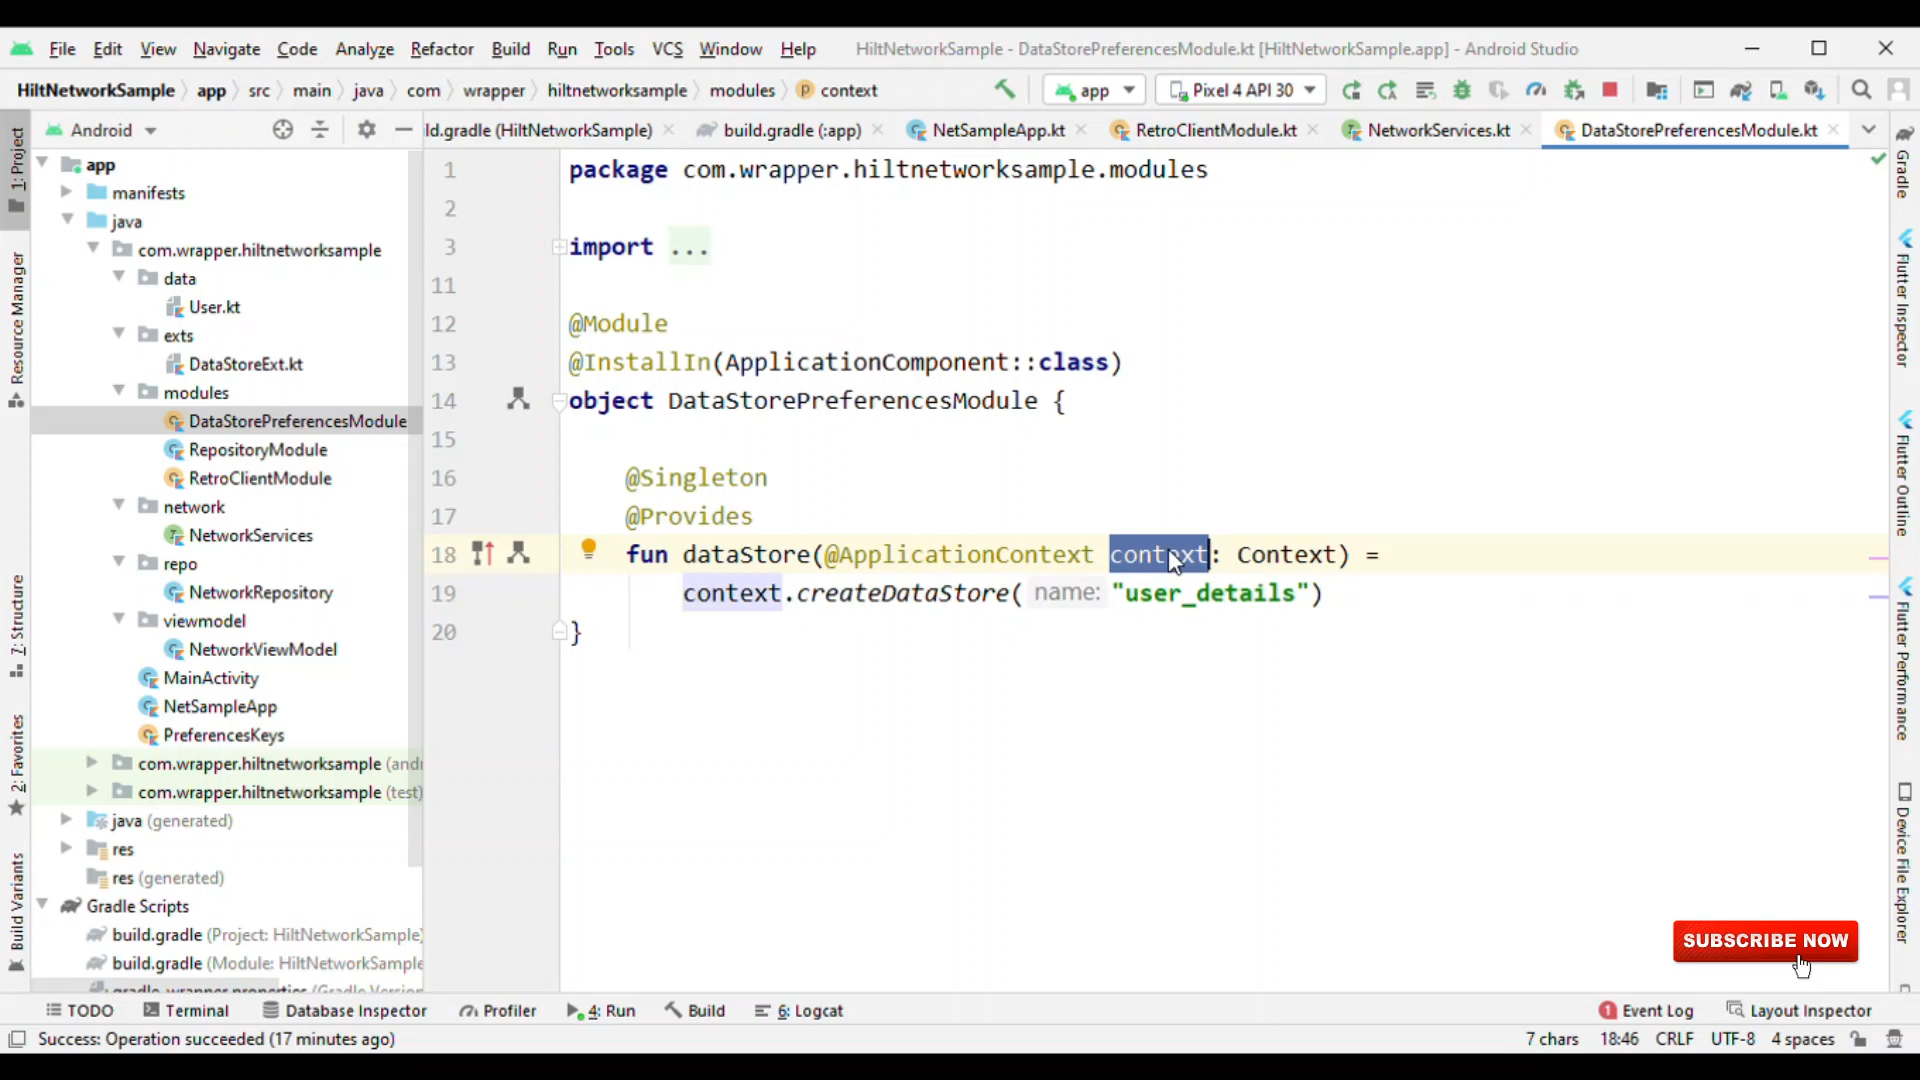 File Edit View Navigate Code Analyze Refactor Build Run Tools VCS Window Help HiltNetworkSample - DataStorePreferencesModule.kt [HiltNetworkSample.app] - Android Studio
HiltNetworkSample app src main java com wrapper hiltnetworksample modules context app Pixel 4 API 30
Android
ld.gradle (HiltNetworkSample) build.gradle (:app) NetSampleApp.kt RetroClientModule.kt NetworkServices.kt DataStorePreferencesModule.kt
1: Project
Resource Manager
7: Structure
2: Favorites
Build Variants
app
manifests
java
com.wrapper.hiltnetworksample
data
User.kt
exts
DataStoreExt.kt
modules
DataStorePreferencesModule
RepositoryModule
RetroClientModule
network
NetworkServices
repo
NetworkRepository
viewmodel
NetworkViewModel
MainActivity
NetSampleApp
PreferencesKeys
com.wrapper.hiltnetworksample (andr
com.wrapper.hiltnetworksample (test)
java (generated)
res
res (generated)
Gradle Scripts
build.gradle (Project: HiltNetworkSample)
build.gradle (Module: HiltNetworkSample
gradle-wrapper.properties (Gradle Version
1 package com.wrapper.hiltnetworksample.modules
2
3 import ...
11
12 @Module
13 @InstallIn(ApplicationComponent::class)
14 object DataStorePreferencesModule {
15
16 @Singleton
17 @Provides
18 fun dataStore(@ApplicationContext context: Context) =
19 context.createDataStore( name: "user_details")
20 }
Gradle
Flutter Inspector
Flutter Outline
Flutter Performance
Device File Explorer
SUBSCRIBE NOW
TODO Terminal Database Inspector Profiler 4: Run Build 6: Logcat 1 Event Log Layout Inspector
Success: Operation succeeded (17 minutes ago) 7 chars 18:46 CRLF UTF-8 4 spaces